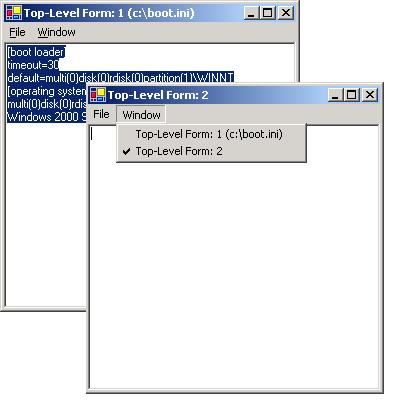 Top-Level Form: 1 (c:\boot.ini)
File Window
[boot loader]
timeout=30
default=multi(0)disk(0)rdisk(0)partition(1)\WINNT
[operating system
multi(0)disk(0)rdi
Windows 2000 S
Top-Level Form: 2
File Window
Top-Level Form: 1 (c:\boot.ini)
Top-Level Form: 2